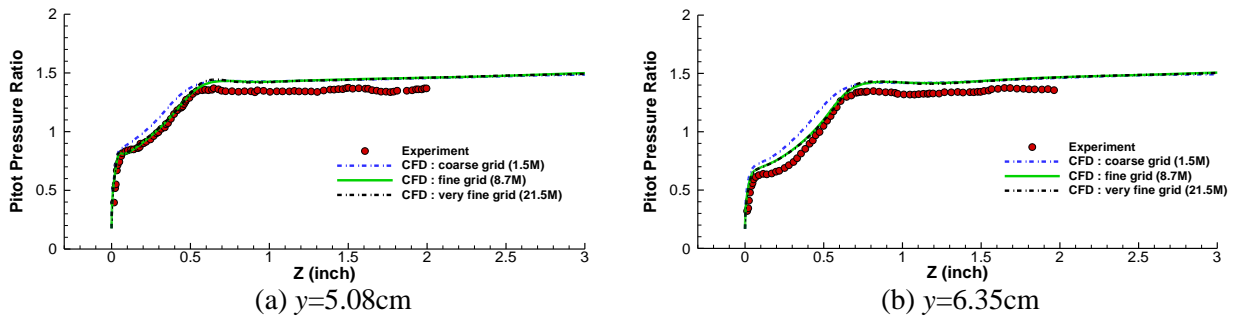 2
1.5
1
0.5
0
Pitot Pressure Ratio
Experiment
CFD : coarse grid (1.5M)
CFD : fine grid (8.7M)
CFD : very fine grid (21.5M)
0 0.5 1 1.5 2 2.5 3
Z (inch)
(a) y=5.08cm
2
1.5
1
0.5
0
Pitot Pressure Ratio
Experiment
CFD : coarse grid (1.5M)
CFD : fine grid (8.7M)
CFD : very fine grid (21.5M)
0 0.5 1 1.5 2 2.5 3
Z (inch)
(b) y=6.35cm